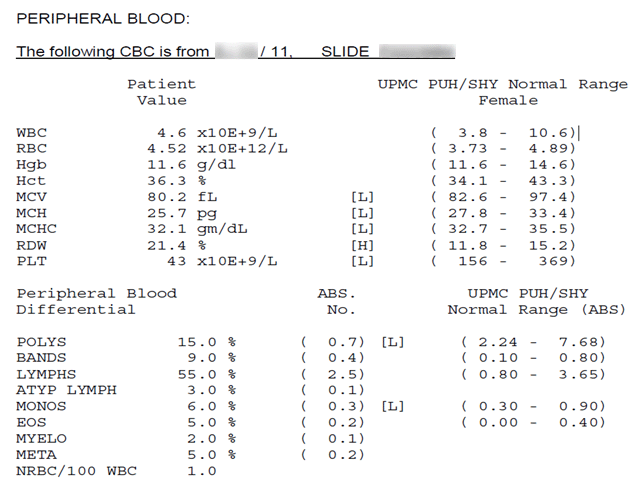 PERIPHERAL BLOOD:
The following CBC is from / 11, SLIDE
Patient UPMC PUH/SHY Normal Range
Value Female
WBC 4.6 x10E+9/L ( 3.8 - 10.6)
RBC 4.52 x10E+12/L ( 3.73 - 4.89)
Hgb 11.6 g/dl ( 11.6 - 14.6)
Hct 36.3 % ( 34.1 - 43.3)
MCV 80.2 fL [L] ( 82.6 - 97.4)
MCH 25.7 pg [L] ( 27.8 - 33.4)
MCHC 32.1 gm/dL [L] ( 32.7 - 35.5)
RDW 21.4 % [H] ( 11.8 - 15.2)
PLT 43 x10E+9/L [L] ( 156 - 369)
Peripheral Blood ABS. UPMC PUH/SHY
Differential No. Normal Range (ABS)
POLYS 15.0 % ( 0.7) [L] ( 2.24 - 7.68)
BANDS 9.0 % ( 0.4) ( 0.10 - 0.80)
LYMPHS 55.0 % ( 2.5) ( 0.80 - 3.65)
ATYP LYMPH 3.0 % ( 0.1)
MONOS 6.0 % ( 0.3) [L] ( 0.30 - 0.90)
EOS 5.0 % ( 0.2) ( 0.00 - 0.40)
MYELO 2.0 % ( 0.1)
META 5.0 % ( 0.2)
NRBC/100 WBC 1.0